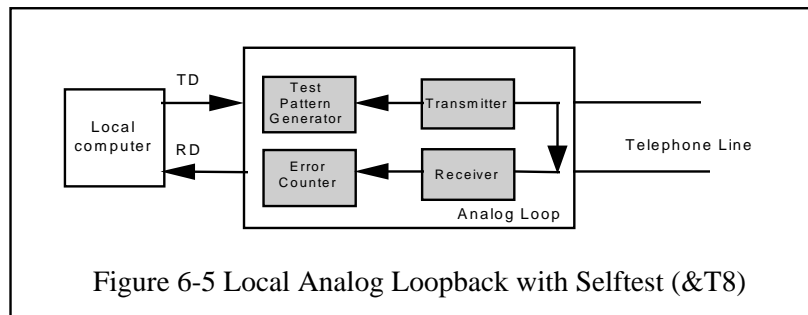 TD
Local
computer
RD
Test
Pattern
Generator
Transmitter
Error
Counter
Receiver
Analog Loop
Telephone Line
Figure 6-5 Local Analog Loopback with Selftest (&T8)